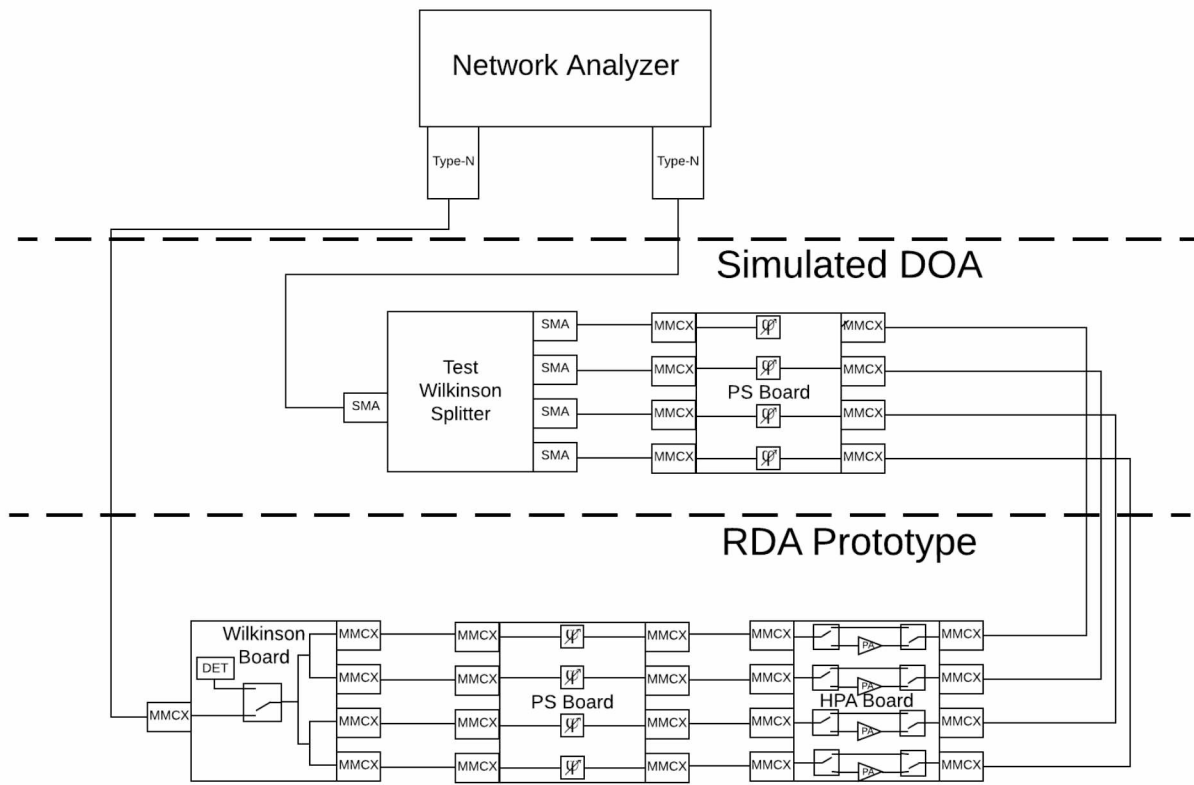 Network Analyzer
Type-N
Type-N
Simulated DOA
SMA
MMCX
φ
MMCX
Test
Wilkinson
Splitter
SMA
MMCX
φ
MMCX
PS Board
SMA
SMA
MMCX
φ
MMCX
SMA
MMCX
φ
MMCX
RDA Prototype
Wilkinson
Board
MMCX
MMCX
φ
MMCX
MMCX
PA
MMCX
DET
MMCX
MMCX
φ
MMCX
MMCX
PA
MMCX
PS Board
HPA Board
MMCX
MMCX
MMCX
φ
MMCX
MMCX
PA
MMCX
MMCX
MMCX
φ
MMCX
MMCX
PA
MMCX